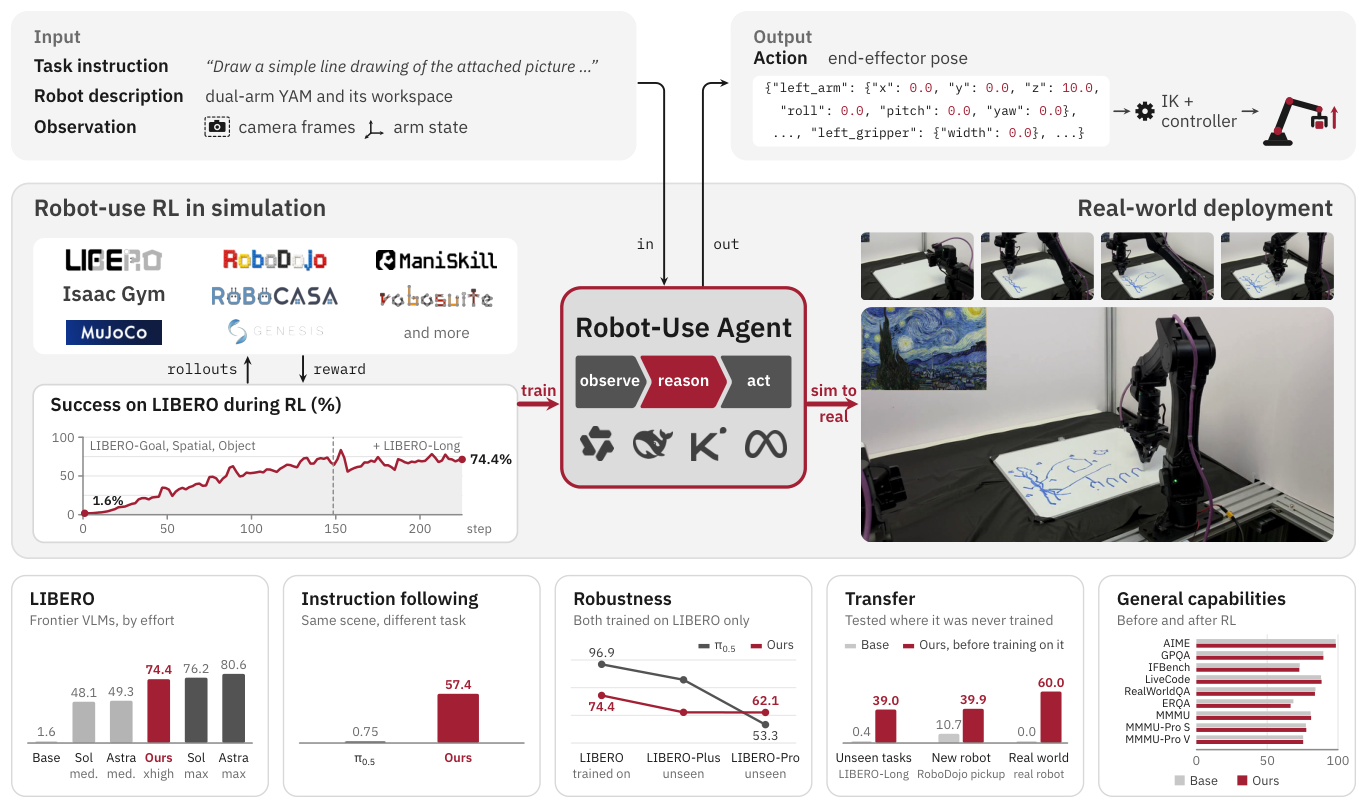 Input
Task instruction “Draw a simple line drawing of the attached picture ...”
Robot description dual-arm YAM and its workspace
Observation camera frames arm state
Output
Action end-effector pose
{"left_arm": {"x": 0.0, "y": 0.0, "z": 10.0,
"roll": 0.0, "pitch": 0.0, "yaw": 0.0},
..., "left_gripper": {"width": 0.0}, ...}
IK +
controller
Robot-use RL in simulation
LIBERO RoboDojo ManiSkill
Isaac Gym ROBOCASA robosuite
MuJoCo GENESIS and more
rollouts reward
Success on LIBERO during RL (%)
100
50
0
LIBERO-Goal, Spatial, Object + LIBERO-Long
1.6%
74.4%
0 50 100 150 200 step
train
in out
Robot-Use Agent
observe reason act
sim to
real
Real-world deployment
LIBERO
Frontier VLMs, by effort
1.6 48.1 49.3 74.4 76.2 80.6
Base Sol Astra Ours Sol Astra
med. med. xhigh max max
Instruction following
Same scene, different task
0.75 57.4
π0.5 Ours
Robustness
Both trained on LIBERO only
π0.5 Ours
96.9
74.4
62.1
53.3
LIBERO LIBERO-Plus LIBERO-Pro
trained on unseen unseen
Transfer
Tested where it was never trained
Base Ours, before training on it
0.4 39.0 10.7 39.9 0.0 60.0
Unseen tasks New robot Real world
LIBERO-Long RoboDojo pickup real robot
General capabilities
Before and after RL
AIME
GPQA
IFBench
LiveCode
RealWorldQA
ERQA
MMMU
MMMU-Pro S
MMMU-Pro V
0 50 100
Base Ours